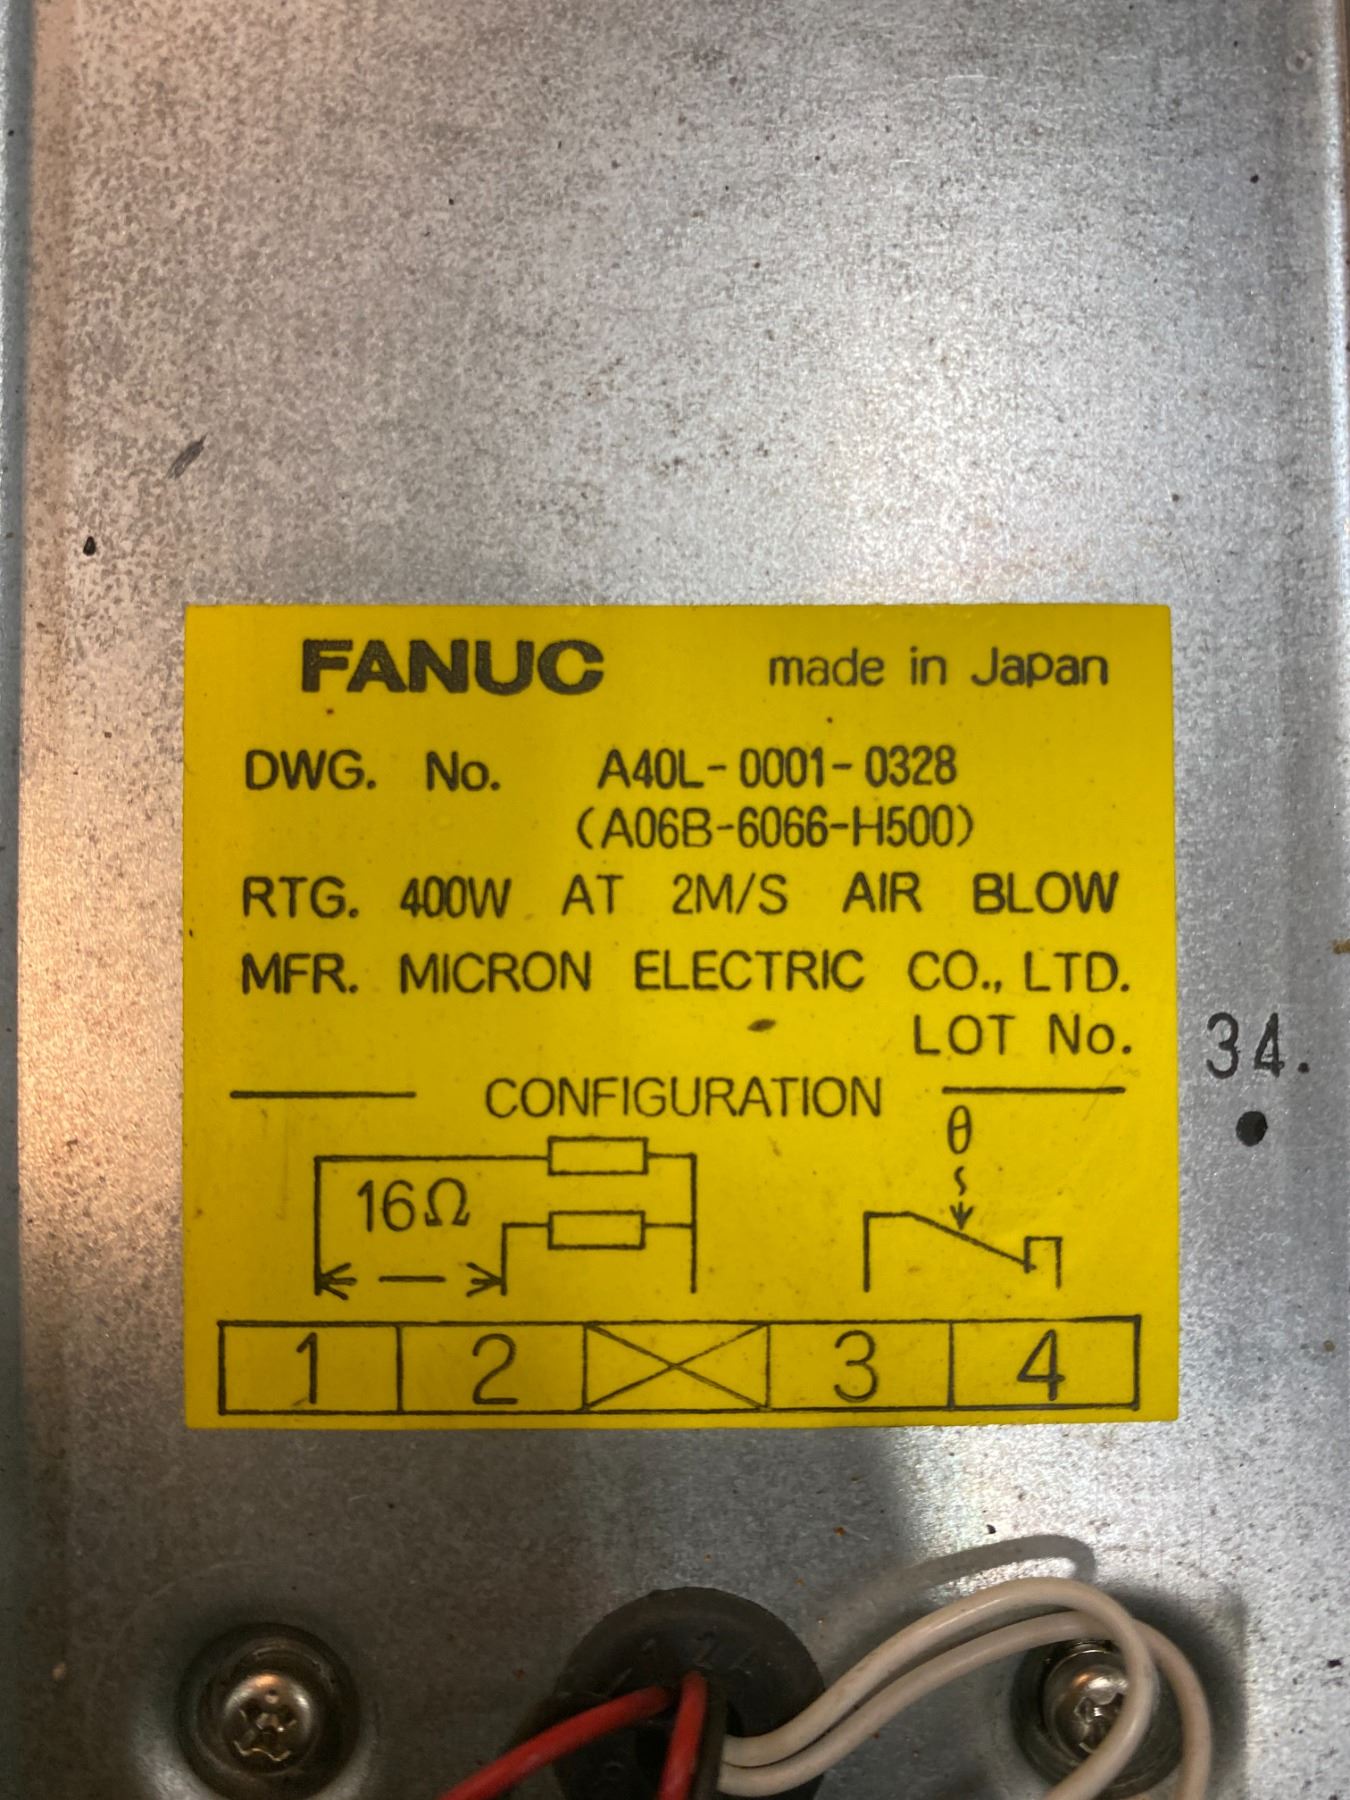 FANUC made in Japan
DWG. No. A40L-0001-0328
(A06B-6066-H500)
RTG. 400W AT 2M/S AIR BLOW
MFR. MICRON ELECTRIC CO., LTD.
LOT No. 34.
CONFIGURATION
θ
16Ω
1 2 3 4